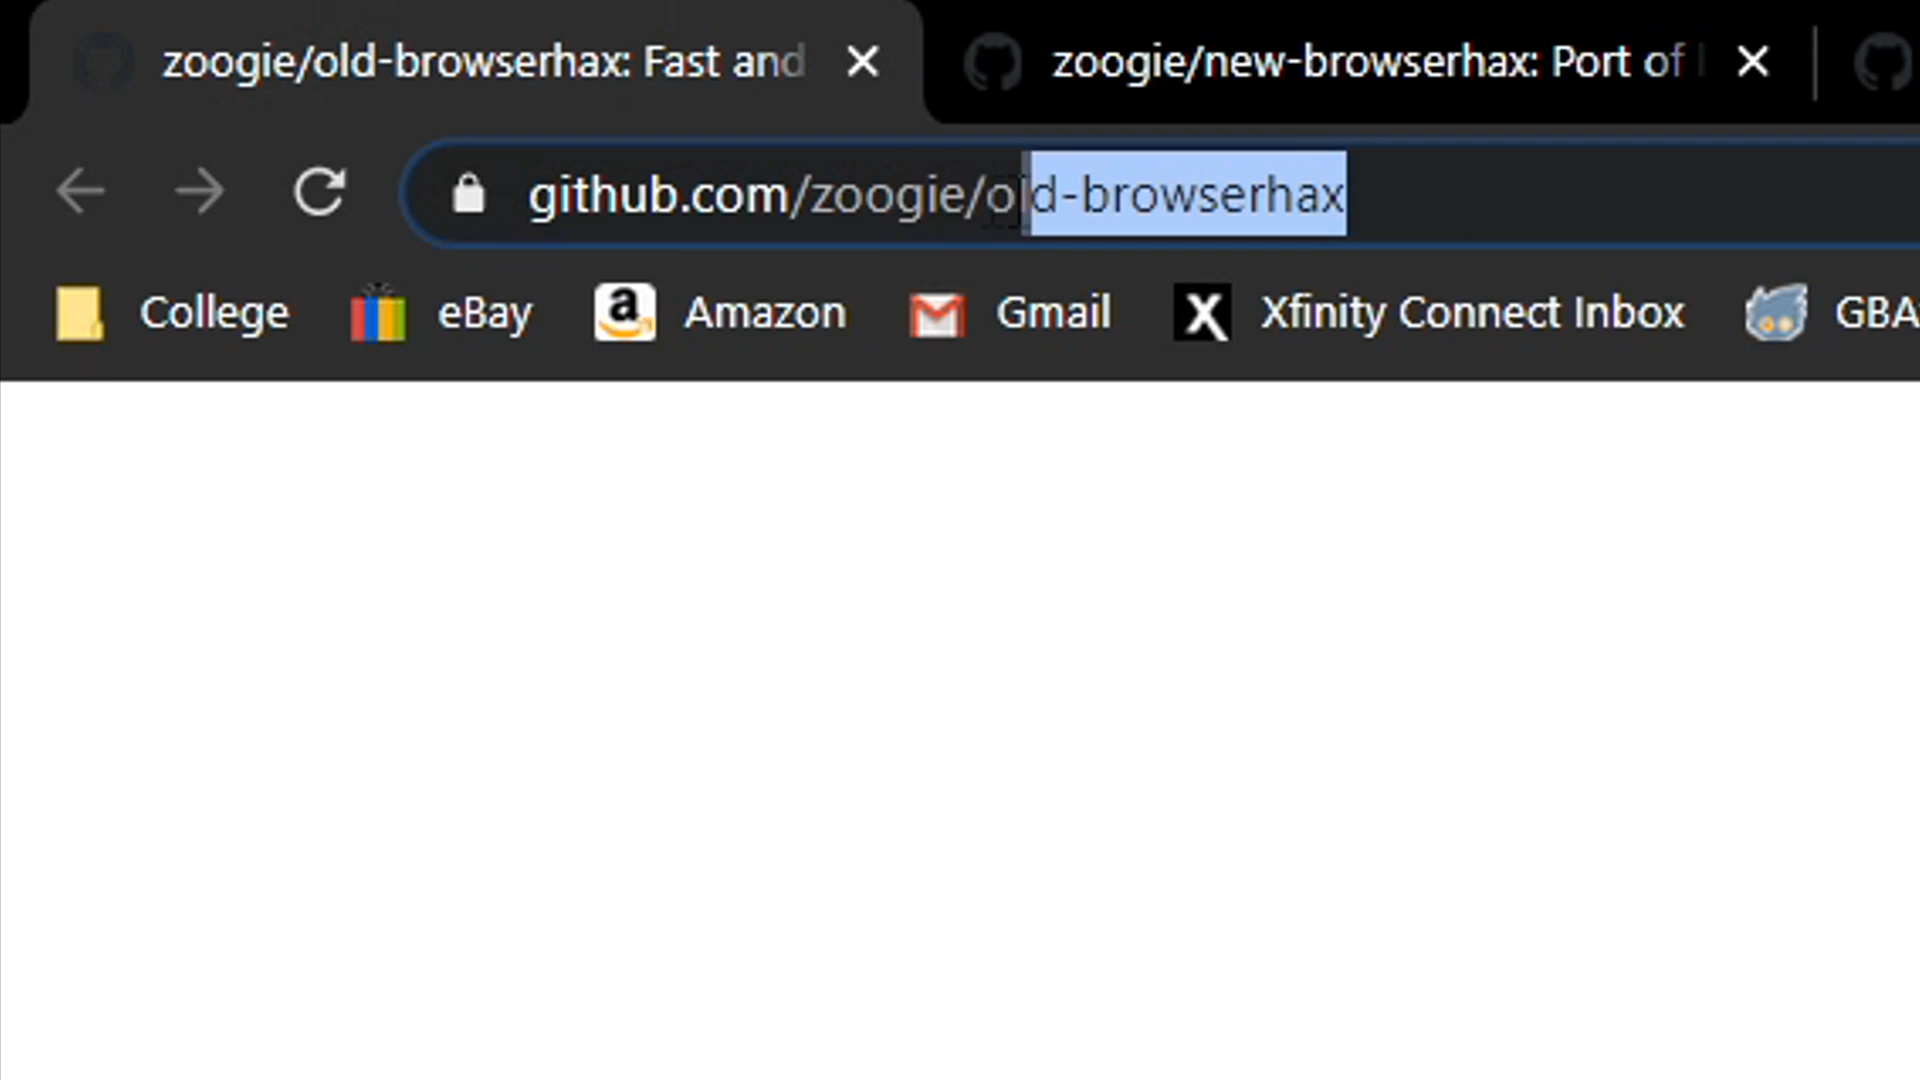 zoogie/old-browserhax: Fast and
zoogie/new-browserhax: Port of
github.com/zoogie/old-browserhax
College eBay Amazon Gmail Xfinity Connect Inbox GBA